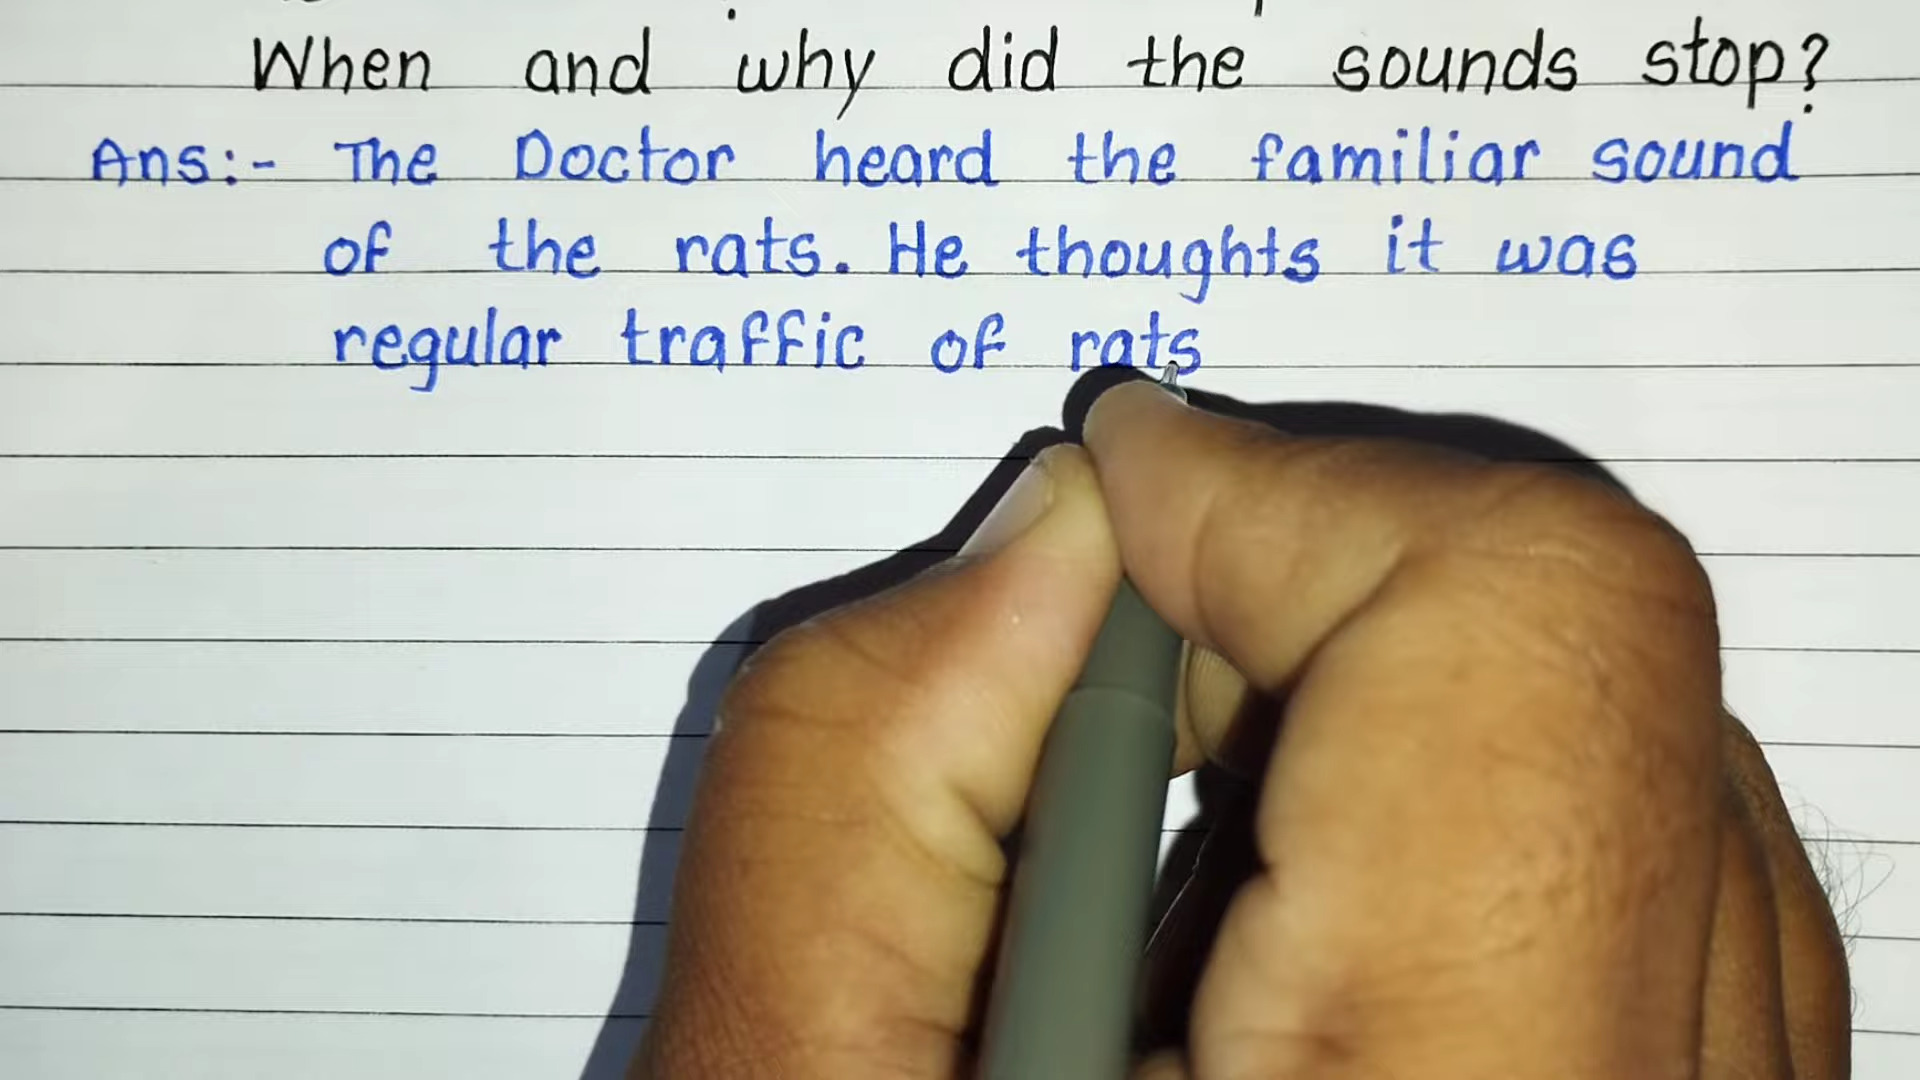 When and why did the sounds stop?
Ans:- The Doctor heard the familiar sound
of the rats. He thoughts it was
regular traffic of rats